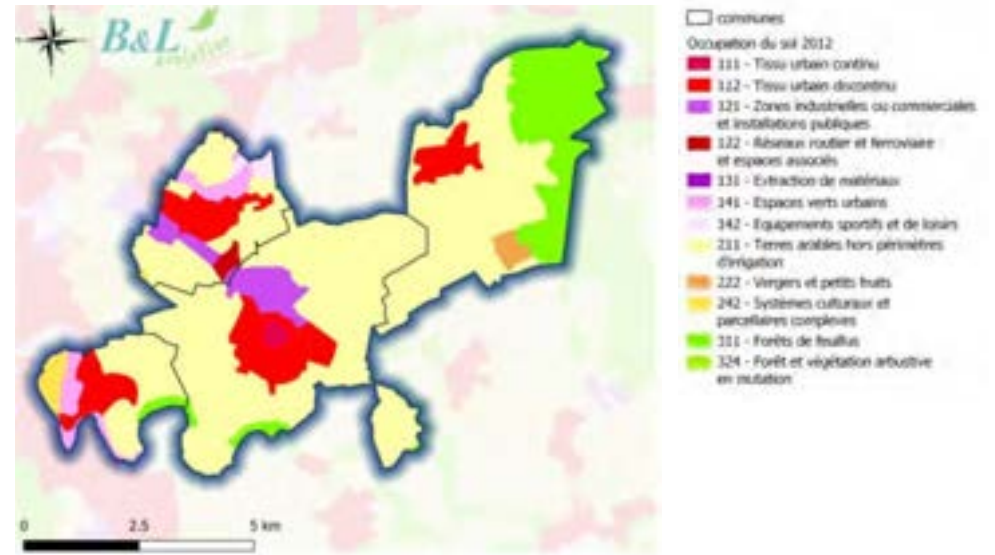 B&L
évolution
communes
Occupation du sol 2012
111 - Tissu urbain continu
112 - Tissu urbain discontinu
121 - Zones industrielles ou commerciales
et installations publiques
122 - Réseaux routier et ferroviaire
et espaces associés
131 - Extraction de matériaux
141 - Espaces verts urbains
142 - Equipements sportifs et de loisirs
211 - Terres arables hors périmètres
d'irrigation
222 - Vergers et petits fruits
242 - Systèmes culturaux et
parcellaires complexes
311 - Forêts de feuillus
324 - Forêt et végétation arbustive
en mutation
0 2.5 5 km